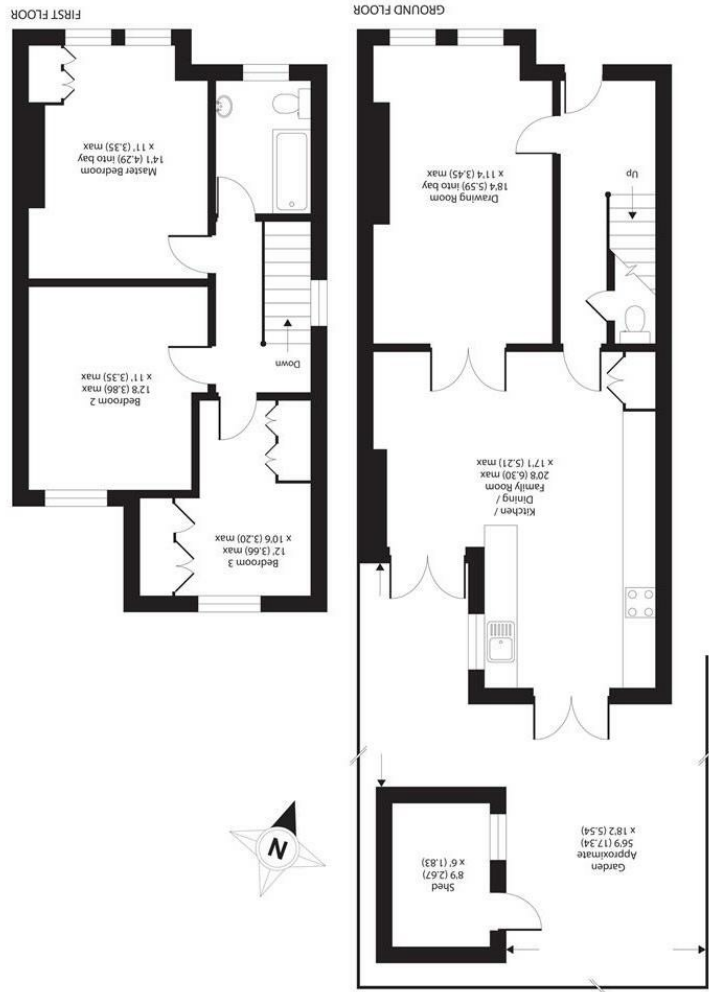 Garden
Approximate
56'9 (17.34)
x 18'2 (5.54)
Shed
8'9 (2.67)
x 6' (1.83)
N
Kitchen /
Dining /
Family Room
20'8 (6.30) max
x 17'1 (5.21) max
Up
Drawing Room
18'4 (5.59) into bay
x 11'4 (3.45) max
GROUND FLOOR
Bedroom 3
12' (3.66) max
x 10'6 (3.20) max
Down
Bedroom 2
12'8 (3.86) max
x 11' (3.35) max
Master Bedroom
14'1 (4.29) into bay
x 11' (3.35) max
FIRST FLOOR